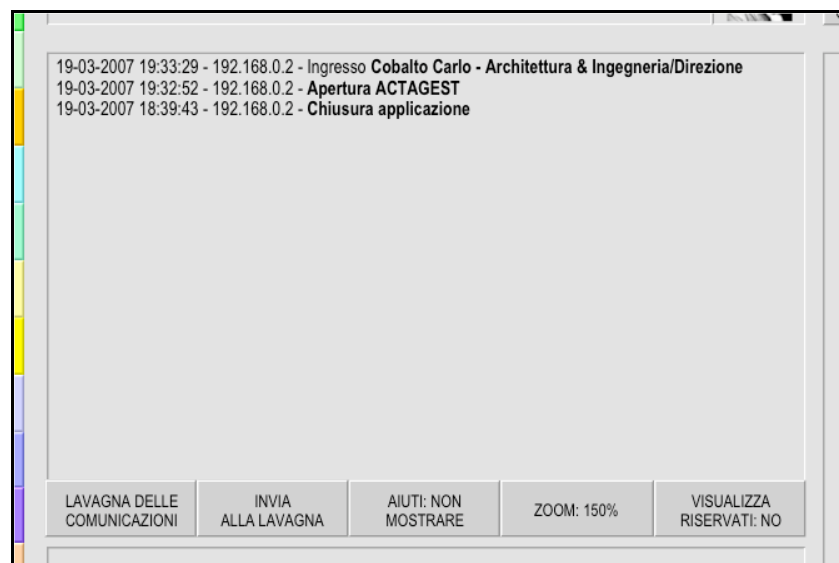 19-03-2007 19:33:29 - 192.168.0.2 - Ingresso Cobalto Carlo - Architettura & Ingegneria/Direzione
19-03-2007 19:32:52 - 192.168.0.2 - Apertura ACTAGEST
19-03-2007 18:39:43 - 192.168.0.2 - Chiusura applicazione
LAVAGNA DELLE
COMUNICAZIONI
INVIA
ALLA LAVAGNA
AIUTI: NON
MOSTRARE
ZOOM: 150%
VISUALIZZA
RISERVATI: NO